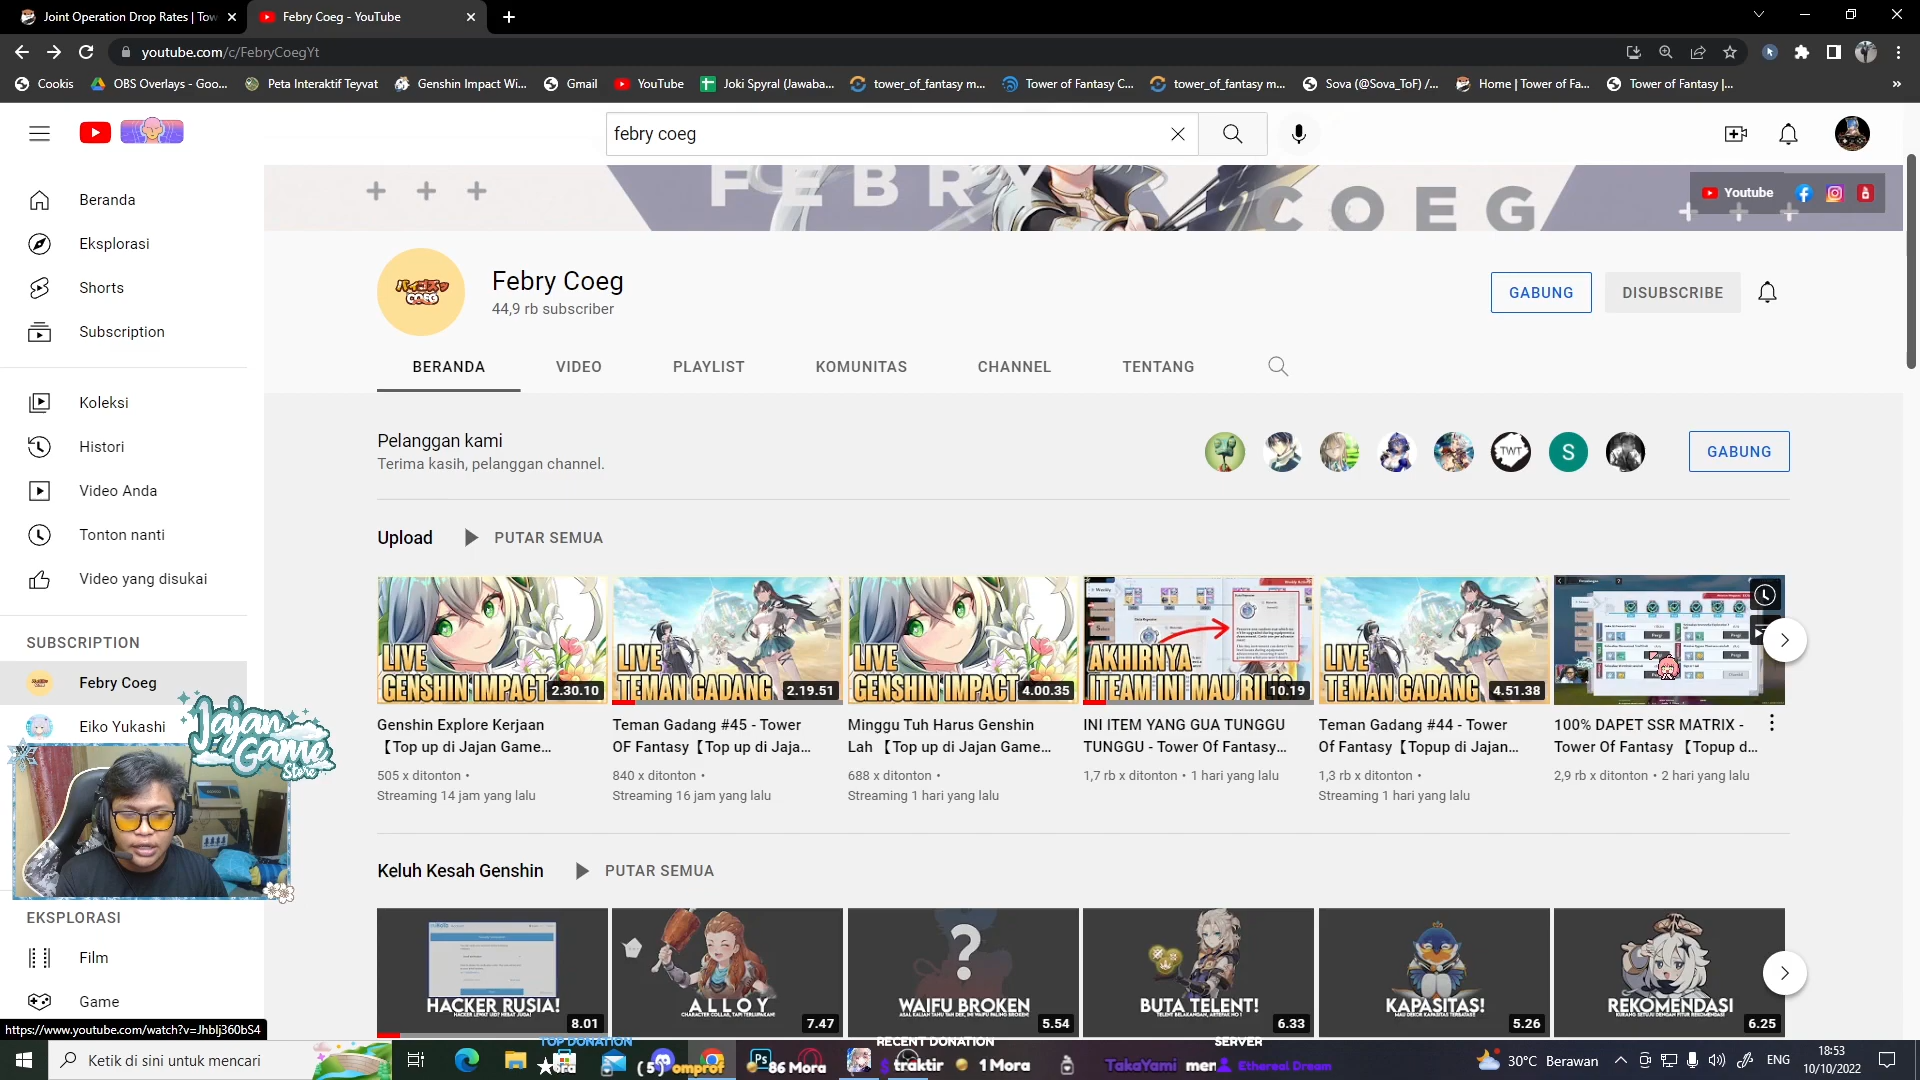 Joint Operation Drop Rates | Tow
Febry Coeg - YouTube
youtube.com/c/FebryCoegYt
Cookis
OBS Overlays - Goo...
Peta Interaktif Teyvat
Genshin Impact Wi...
Gmail
YouTube
Joki Spyral (Jawaba...
tower_of_fantasy m...
Tower of Fantasy C...
tower_of_fantasy m...
Sova (@Sova_ToF) /...
Home | Tower of Fa...
Tower of Fantasy |...
febry coeg
Beranda
Eksplorasi
Shorts
Subscription
Koleksi
Histori
Video Anda
Tonton nanti
Video yang disukai
SUBSCRIPTION
Febry Coeg
Eiko Yukashi
Jajan
Game
Store
EKSPLORASI
Film
Game
https://www.youtube.com/watch?v=JhbIj360bS4
FEBRY COEG
Youtube
COEG
Febry Coeg
44,9 rb subscriber
GABUNG
DISUBSCRIBE
BERANDA
VIDEO
PLAYLIST
KOMUNITAS
CHANNEL
TENTANG
Pelanggan kami
Terima kasih, pelanggan channel.
TWT
S
GABUNG
Upload
PUTAR SEMUA
LIVE
GENSHIN IMPACT
2.30.10
Genshin Explore Kerjaan
【Top up di Jajan Game...
505 x ditonton •
Streaming 14 jam yang lalu
LIVE
TEMAN GADANG
2.19.51
Teman Gadang #45 - Tower
OF Fantasy【Top up di Jaja...
840 x ditonton •
Streaming 16 jam yang lalu
LIVE
GENSHIN IMPACT
4.00.35
Minggu Tuh Harus Genshin
Lah 【Top up di Jajan Game...
688 x ditonton •
Streaming 1 hari yang lalu
AKHIRNYA
ITEAM INI MAU RILIS
10.19
INI ITEM YANG GUA TUNGGU
TUNGGU - Tower Of Fantasy...
1,7 rb x ditonton • 1 hari yang lalu
LIVE
TEMAN GADANG
4.51.38
Teman Gadang #44 - Tower
Of Fantasy【Topup di Jajan...
1,3 rb x ditonton •
Streaming 1 hari yang lalu
100% DAPET SSR MATRIX -
Tower Of Fantasy 【Topup d...
2,9 rb x ditonton • 2 hari yang lalu
Keluh Kesah Genshin
PUTAR SEMUA
HACKER RUSIA!
8.01
ALLOY
CHARACTER COLLAB, TAPI TERLUPAKAN!
7.47
?
WAIFU BROKEN
5.54
BUTA TALENT!
6.33
KAPASITAS!
5.26
REKOMENDASI
6.25
Ketik di sini untuk mencari
TOP DONATION
RECENT DONATION
SERVER
Ps
86 Mora
traktir
1 Mora
TakaYami
Ethereal Dream
30°C Berawan
ENG
18:53
10/10/2022